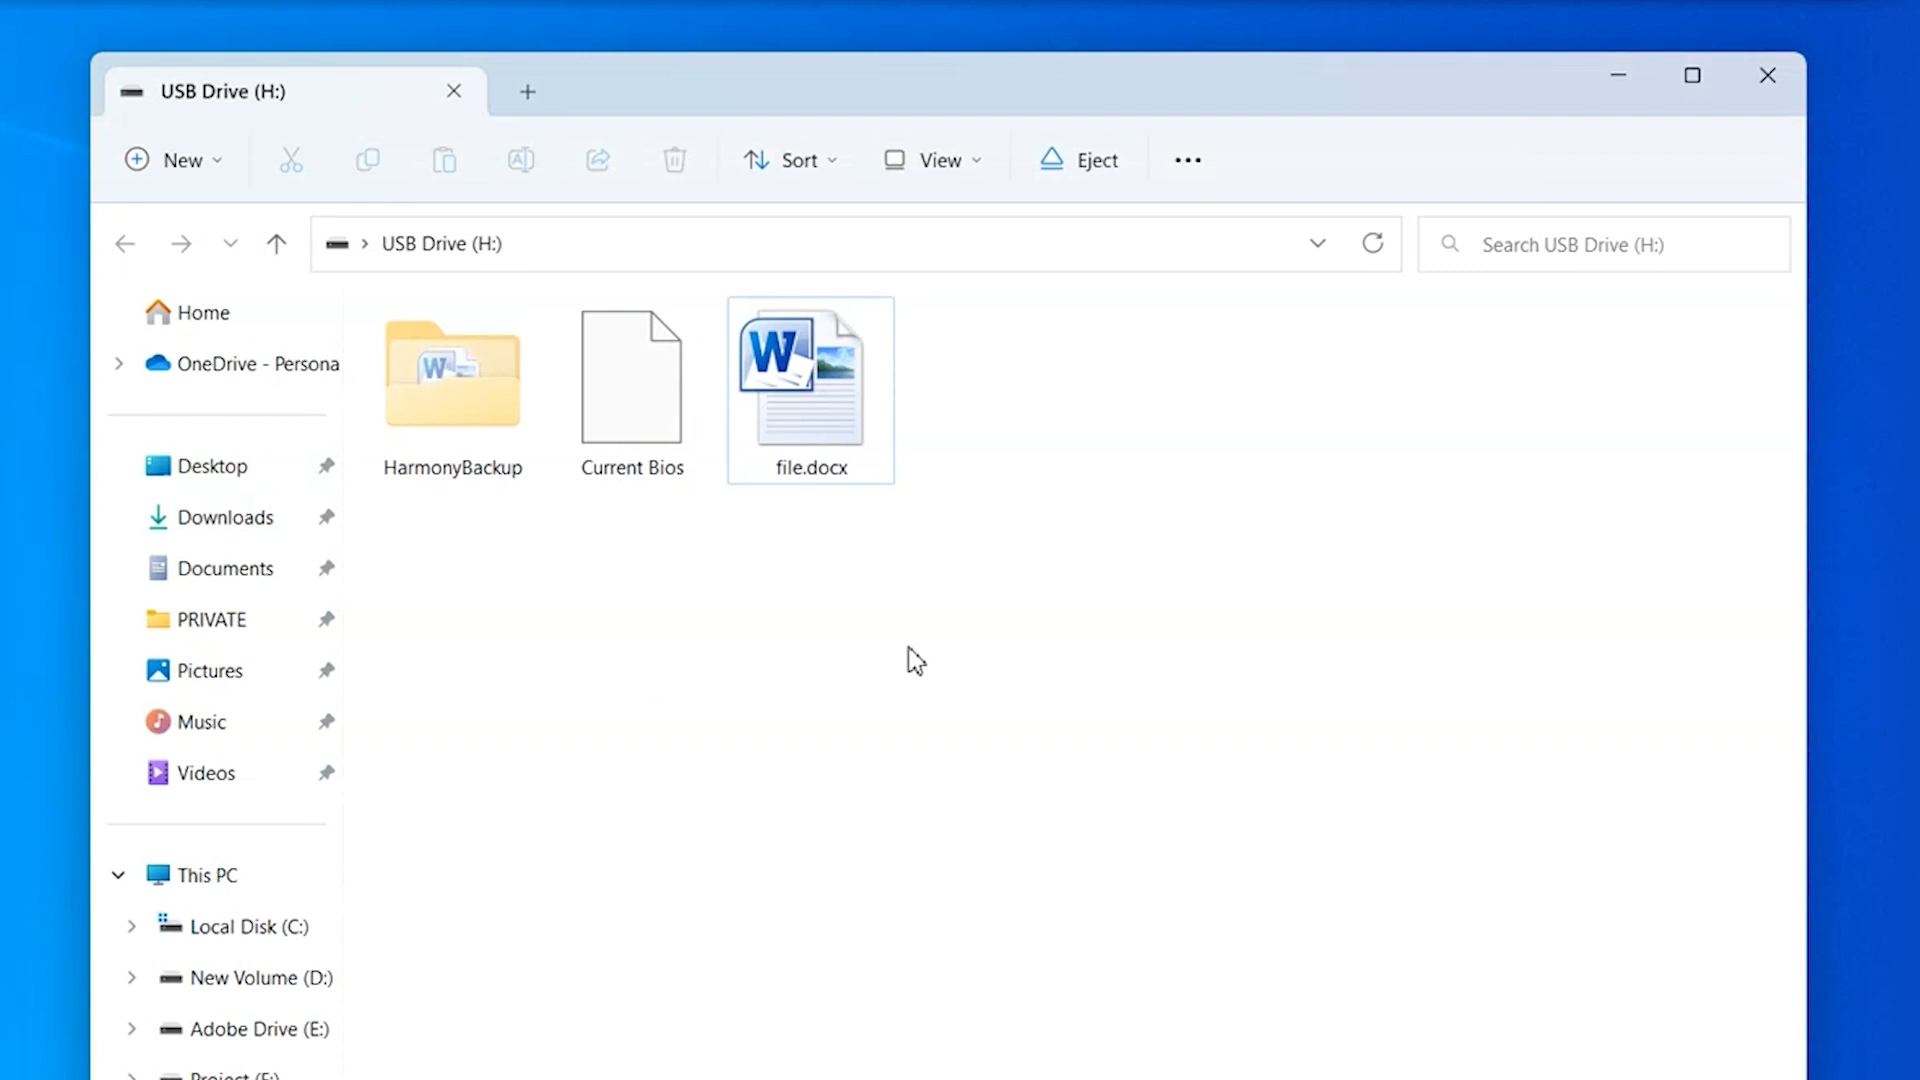 USB Drive (H:)
New
Sort
View
Eject
USB Drive (H:)
Search USB Drive (H:)
Home
OneDrive - Persona
Desktop
Downloads
Documents
PRIVATE
Pictures
Music
Videos
This PC
Local Disk (C:)
New Volume (D:)
Adobe Drive (E:)
Project (F:)
W
HarmonyBackup
Current Bios
W
file.docx